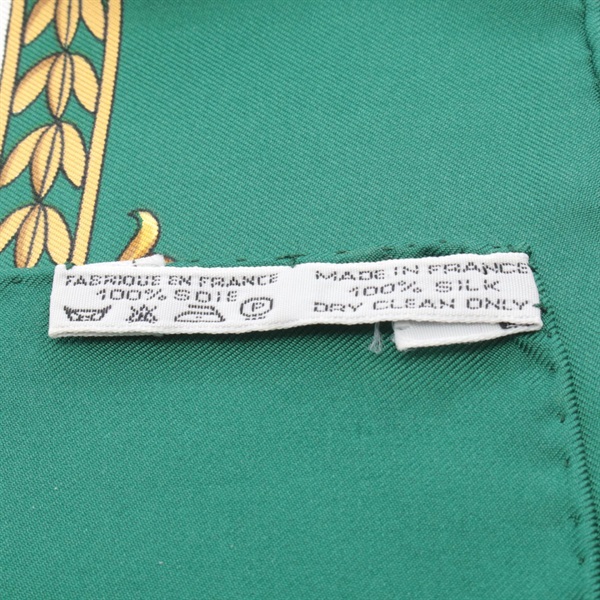 FABRIQUE EN FRANCE
100% SOIE
P
MADE IN FRANCE
100% SILK
DRY CLEAN ONLY